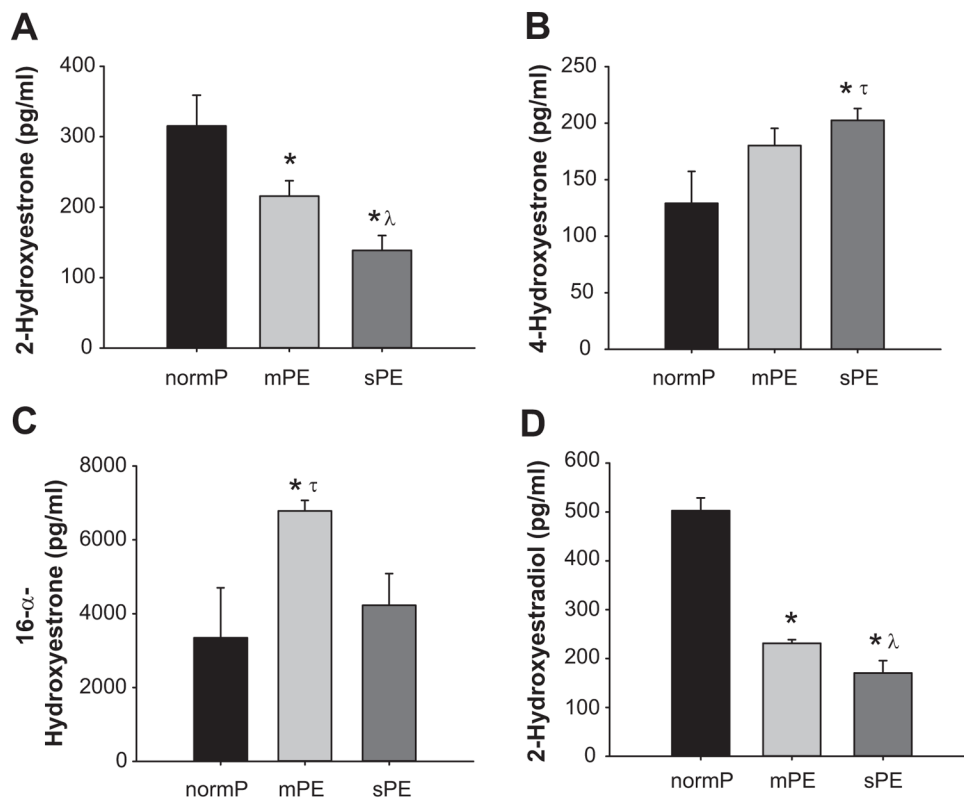 A
2-Hydroxyestrone (pg/ml)
400
300
200
100
0
*
* λ
normP mPE sPE
B
4-Hydroxyestrone (pg/ml)
250
200
150
100
50
0
* τ
normP mPE sPE
C
16-α-
Hydroxyestrone (pg/ml)
8000
6000
4000
2000
0
* τ
normP mPE sPE
D
2-Hydroxyestradiol (pg/ml)
600
500
400
300
200
100
0
*
* λ
normP mPE sPE